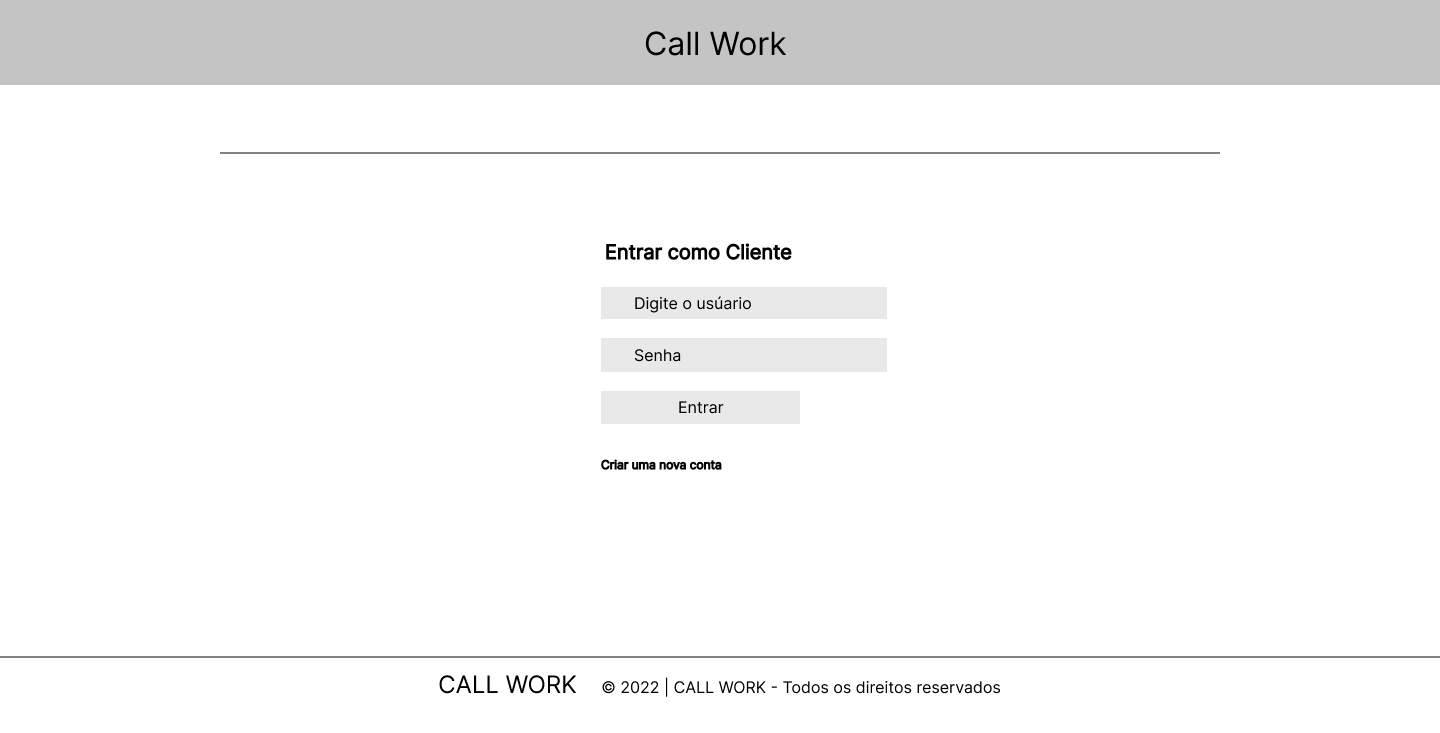 Call Work
Entrar como Cliente
Digite o usúario
Senha
Entrar
Criar uma nova conta
CALL WORK © 2022 | CALL WORK - Todos os direitos reservados